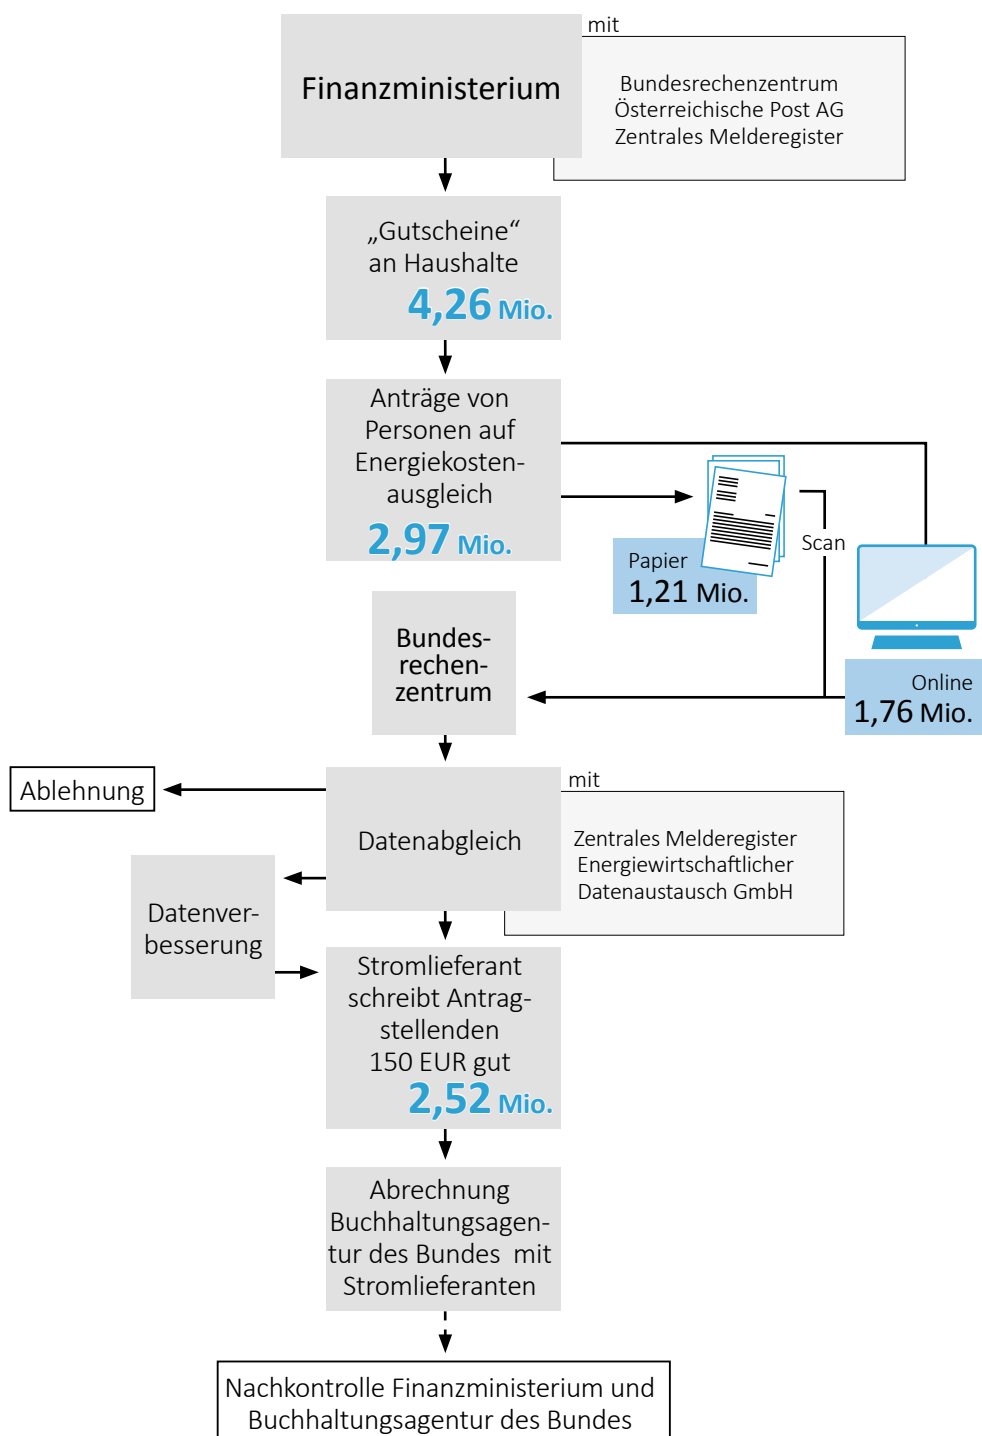 mit
Finanzministerium
Bundesrechenzentrum
Österreichische Post AG
Zentrales Melderegister
„Gutscheine“
an Haushalte
4,26 Mio.
Anträge von
Personen auf
Energiekosten-
ausgleich
2,97 Mio.
Scan
Papier
1,21 Mio.
Online
1,76 Mio.
Bundes-
rechen-
zentrum
Ablehnung
mit
Datenabgleich
Zentrales Melderegister
Energiewirtschaftlicher
Datenaustausch GmbH
Datenver-
besserung
Stromlieferant
schreibt Antrag-
stellenden
150 EUR gut
2,52 Mio.
Abrechnung
Buchhaltungsagen-
tur des Bundes mit
Stromlieferanten
Nachkontrolle Finanzministerium und
Buchhaltungsagentur des Bundes